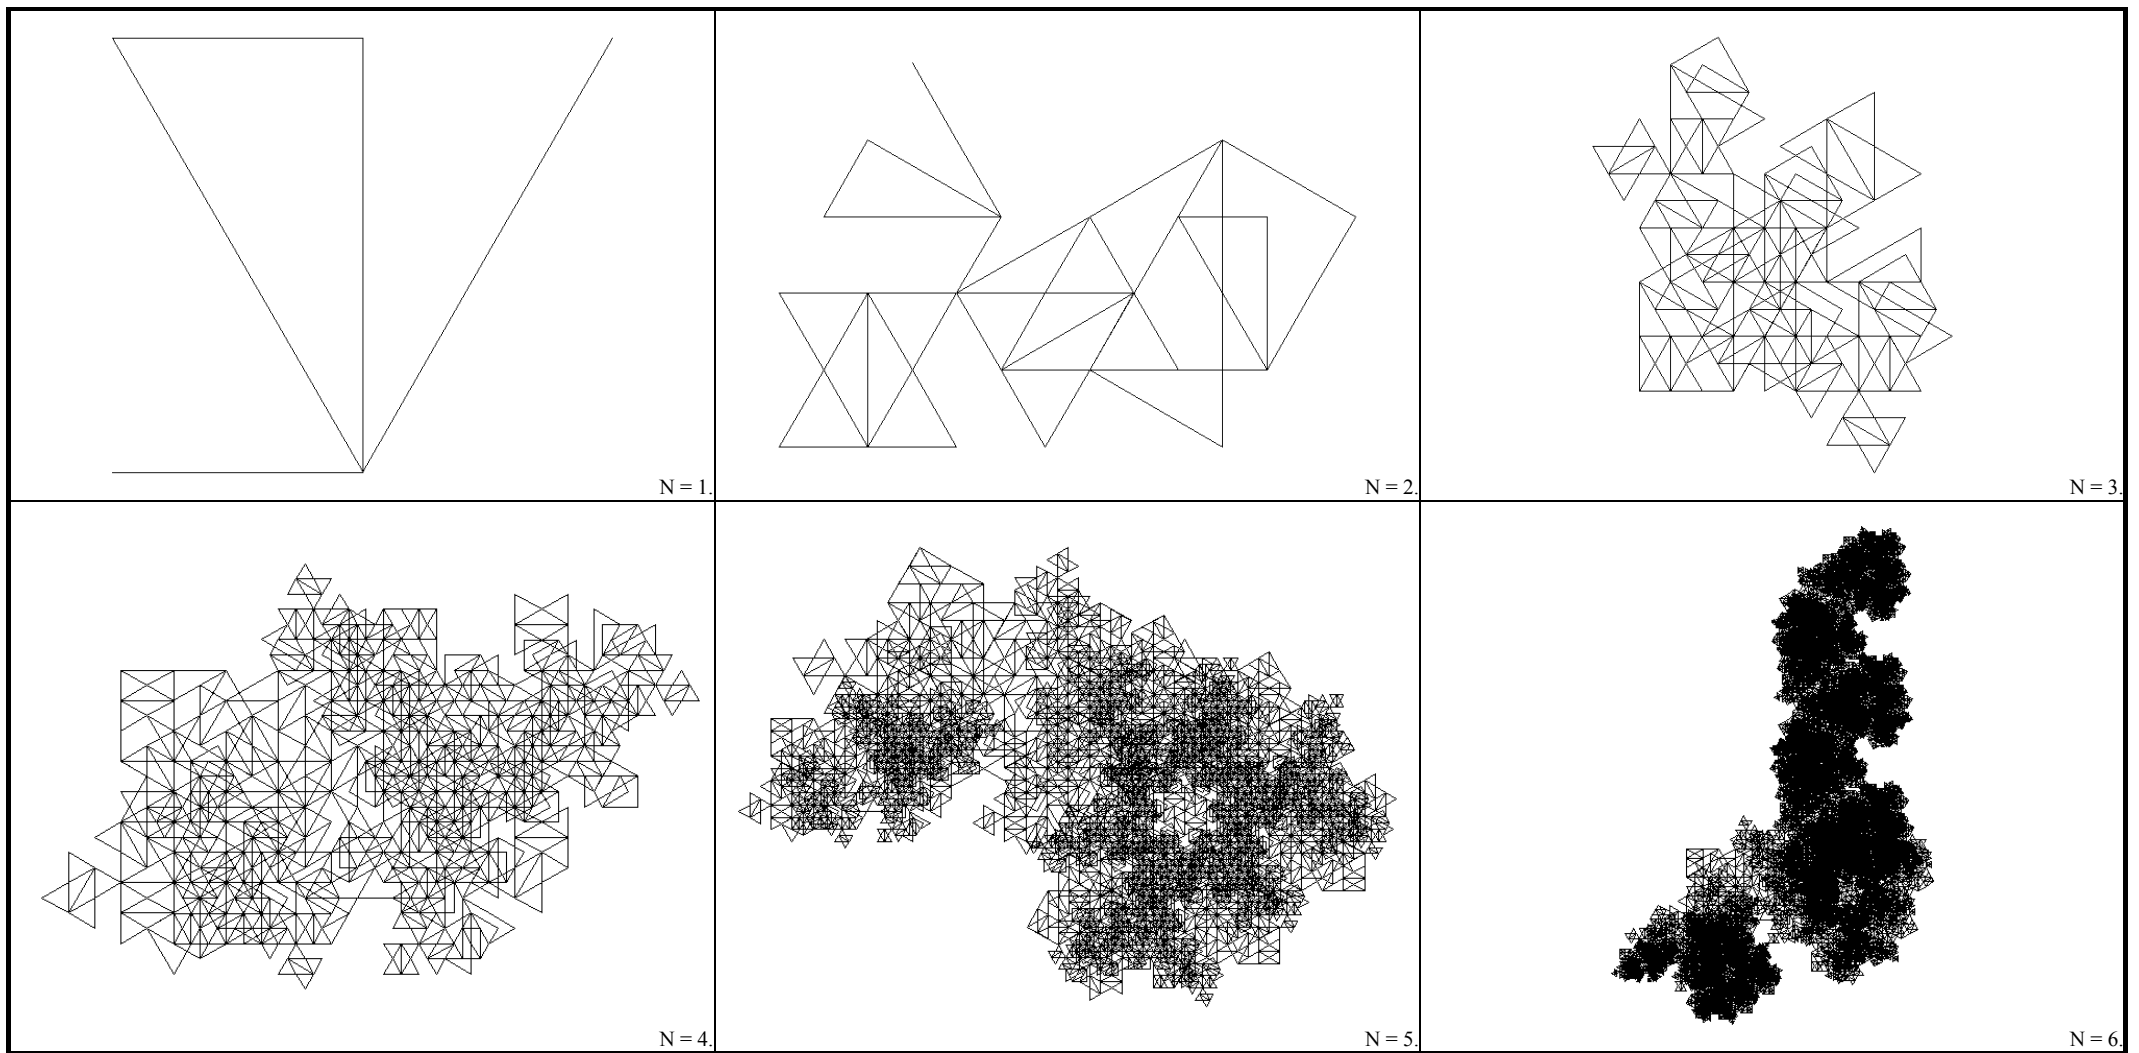 N = 1.
N = 2.
N = 3.
N = 4.
N = 5.
N = 6.